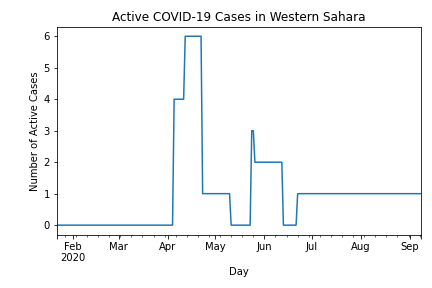 Active COVID-19 Cases in Western Sahara
Number of Active Cases
6
5
4
3
2
1
0
Feb Mar Apr May Jun Jul Aug Sep
2020
Day